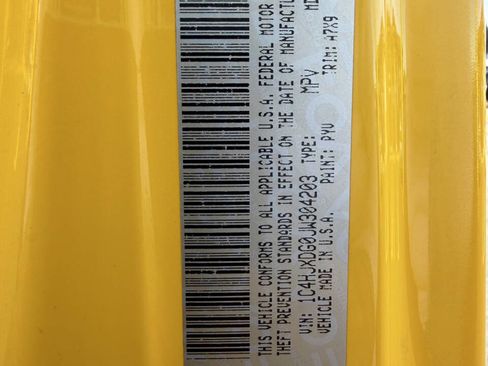 THIS VEHICLE CONFORMS TO ALL APPLICABLE U.S.A. FEDERAL MOTOR
THEFT PREVENTION STANDARDS IN EFFECT ON THE DATE OF MANUFACTUR
VIN: 1C4HJXDG0JW304203 TYPE: MPV
VEHICLE MADE IN U.S.A. PAINT: PYV TRIM: A7X9